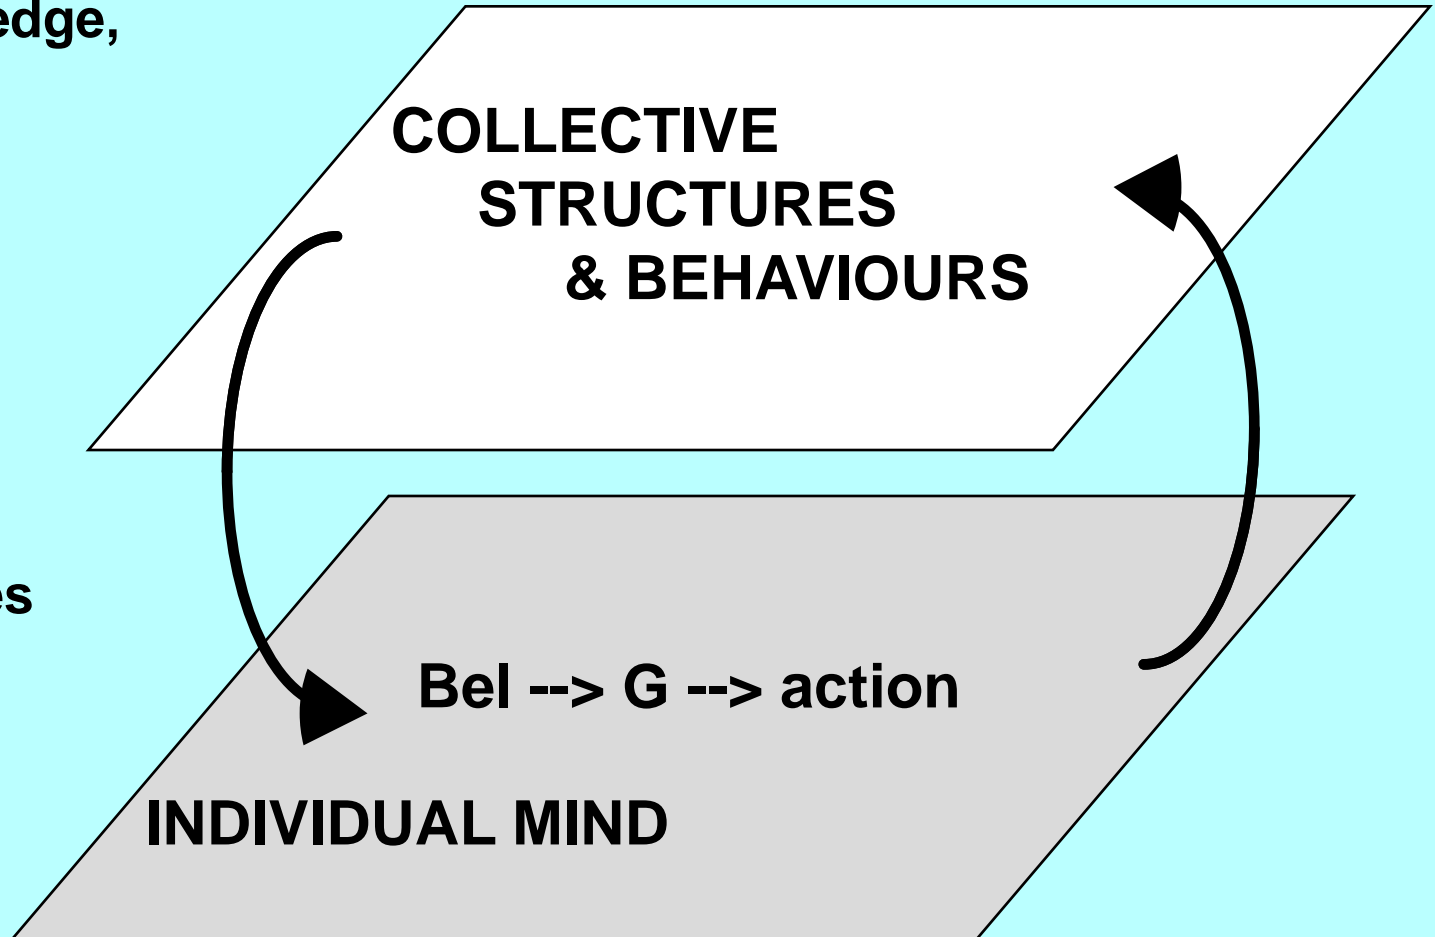 edge,
COLLECTIVE
STRUCTURES
& BEHAVIOURS
es
Bel --> G --> action
INDIVIDUAL MIND